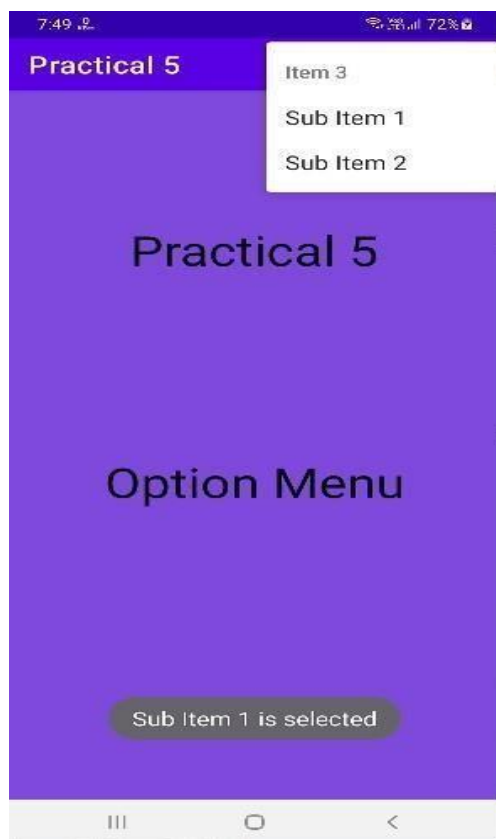 7:49 72%
Practical 5
Item 3
Sub Item 1
Sub Item 2
Practical 5
Option Menu
Sub Item 1 is selected